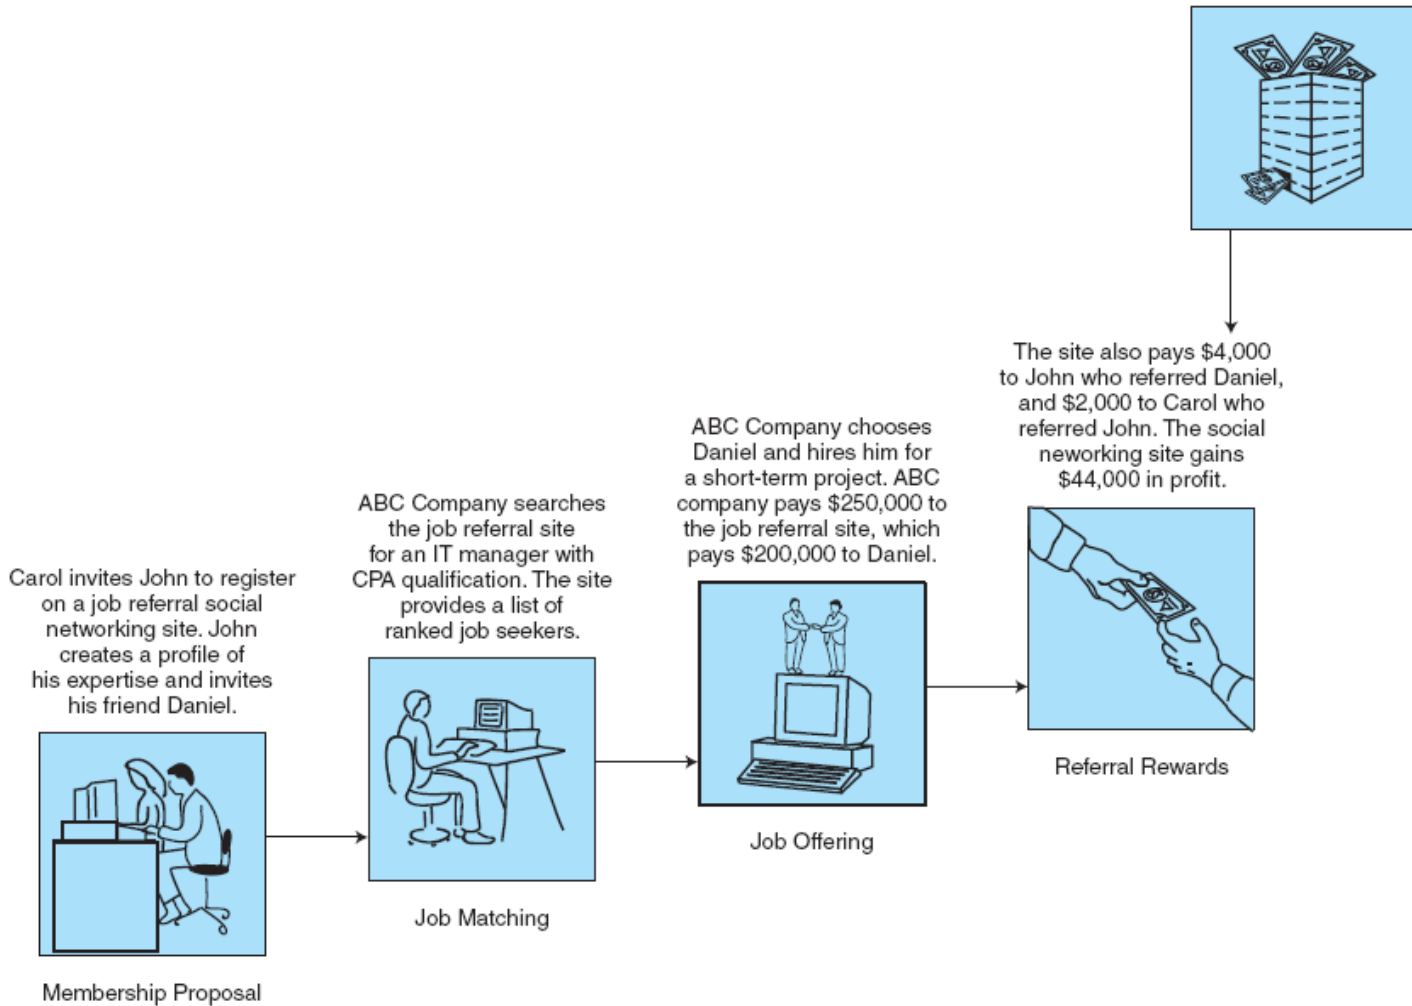 Carol invites John to register
on a job referral social
networking site. John
creates a profile of
his expertise and invites
his friend Daniel.
Membership Proposal
ABC Company searches
the job referral site
for an IT manager with
CPA qualification. The site
provides a list of
ranked job seekers.
Job Matching
ABC Company chooses
Daniel and hires him for
a short-term project. ABC
company pays $250,000 to
the job referral site, which
pays $200,000 to Daniel.
Job Offering
The site also pays $4,000
to John who referred Daniel,
and $2,000 to Carol who
referred John. The social
neworking site gains
$44,000 in profit.
Referral Rewards